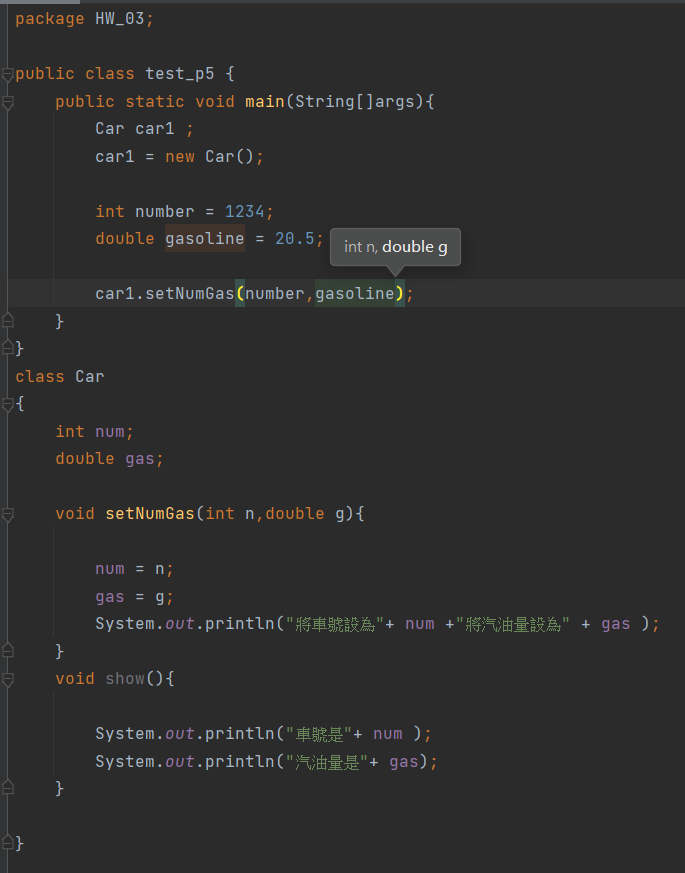 package HW_03;
public class test_p5 {
public static void main(String[]args){
Car car1 ;
car1 = new Car();
int number = 1234;
double gasoline = 20.5;
int n, double g
car1.setNumGas(number,gasoline);
}
}
class Car
{
int num;
double gas;
void setNumGas(int n,double g){
num = n;
gas = g;
System.out.println("將車號設為"+ num +"將汽油量設為" + gas );
}
void show(){
System.out.println("車號是"+ num );
System.out.println("汽油量是"+ gas);
}
}